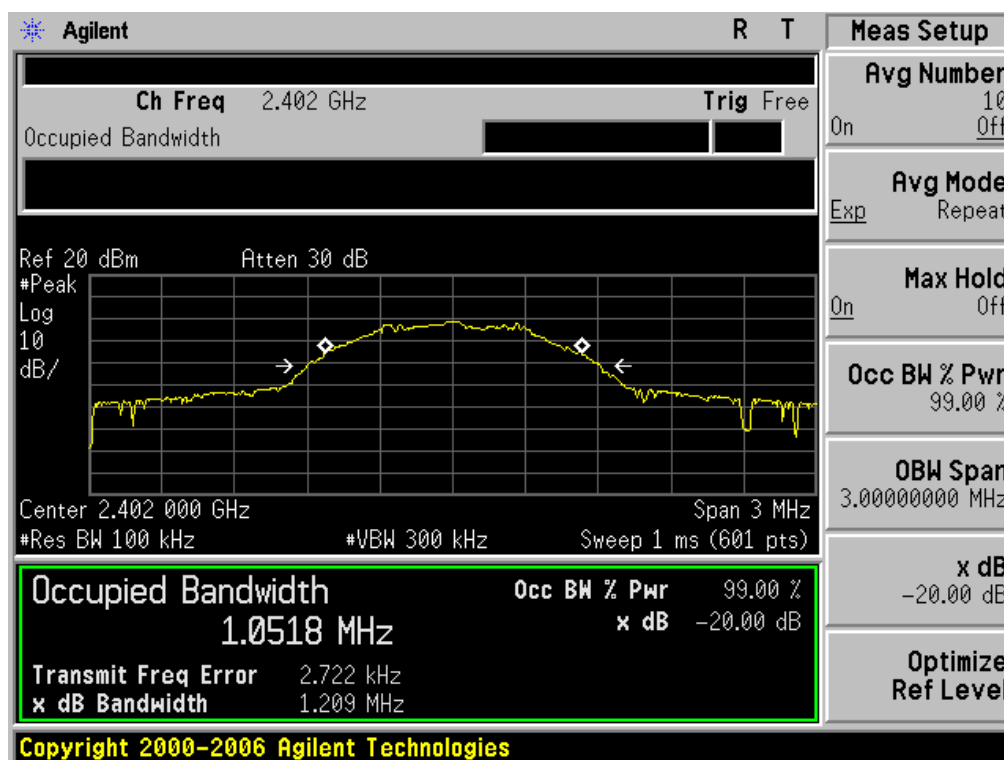 Agilent R T Meas Setup
Ch Freq 2.402 GHz Trig Free
Occupied Bandwidth
Ref 20 dBm Atten 30 dB
#Peak
Log
10
dB/
Center 2.402 000 GHz Span 3 MHz
#Res BW 100 kHz #VBW 300 kHz Sweep 1 ms (601 pts)
Occupied Bandwidth Occ BW % Pwr 99.00 %
1.0518 MHz x dB -20.00 dB
Transmit Freq Error 2.722 kHz
x dB Bandwidth 1.209 MHz
Copyright 2000-2006 Agilent Technologies
Avg Number
10
On Off
Avg Mode
Exp Repeat
Max Hold
On Off
Occ BW % Pwr
99.00 %
OBW Span
3.00000000 MHz
x dB
-20.00 dB
Optimize
Ref Level